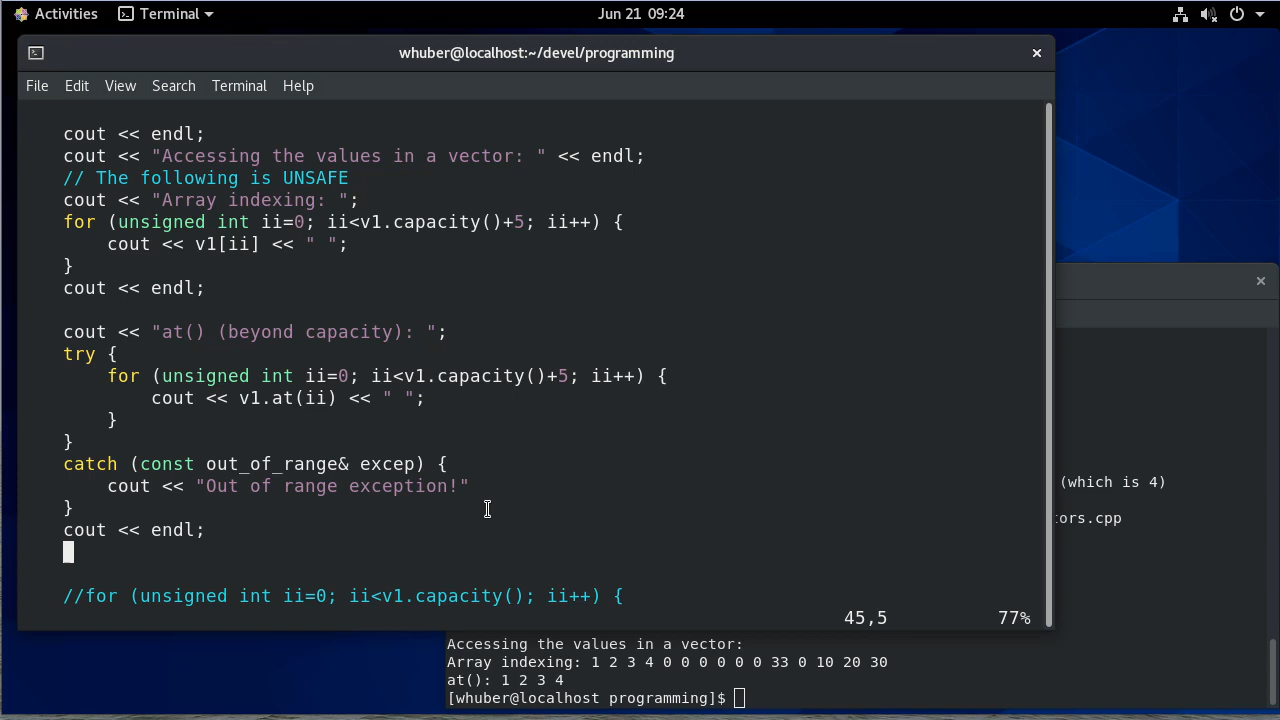 Activities Terminal Jun 21 09:24
whuber@localhost:~/devel/programming
File Edit View Search Terminal Help
cout << endl;
cout << "Accessing the values in a vector: " << endl;
// The following is UNSAFE
cout << "Array indexing: ";
for (unsigned int ii=0; ii<v1.capacity()+5; ii++) {
cout << v1[ii] << " ";
}
cout << endl;
cout << "at() (beyond capacity): ";
try {
for (unsigned int ii=0; ii<v1.capacity()+5; ii++) {
cout << v1.at(ii) << " ";
}
}
catch (const out_of_range& excep) {
cout << "Out of range exception!"
}
cout << endl;
//for (unsigned int ii=0; ii<v1.capacity(); ii++) {
45,5 77%
(which is 4)
tors.cpp
Accessing the values in a vector:
Array indexing: 1 2 3 4 0 0 0 0 0 0 33 0 10 20 30
at(): 1 2 3 4
[whuber@localhost programming]$